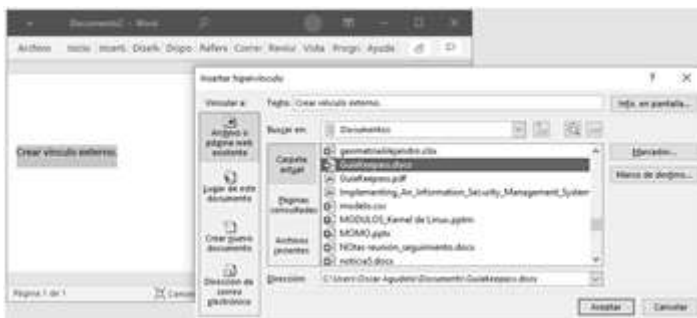 Documento2 - Word
Archivo Inicio Insert. Diseñ. Dispo Refere Corre Revisa Vista Progr. Ayuda
Insertar hipervínculo
? ×
Vincular a:
Texto: Crear vínculo externo.
Info. en pantalla...
Archivo o página web existente
Buscar en:
Documentos
Marcador...
Marco de destino...
Crear vínculo externo.
Carpeta actual
GuiaKeepass.docx
GuiaKeepass.pdf
Implementing_An_Information_Security_Management_System
modelo.csv
MODULOS_Kernel de Linux.pptm
MOMO.pptx
NOtas reunión_seguimiento.docx
noticia5.docx
Lugar de este documento
Páginas consultadas
Crear nuevo documento
Archivos recientes
Dirección de correo electrónico
Dirección:
C:\Users\Oscar Agudelo\Documents\GuiaKeepass.docx
Página 1 de 1
Aceptar
Cancelar